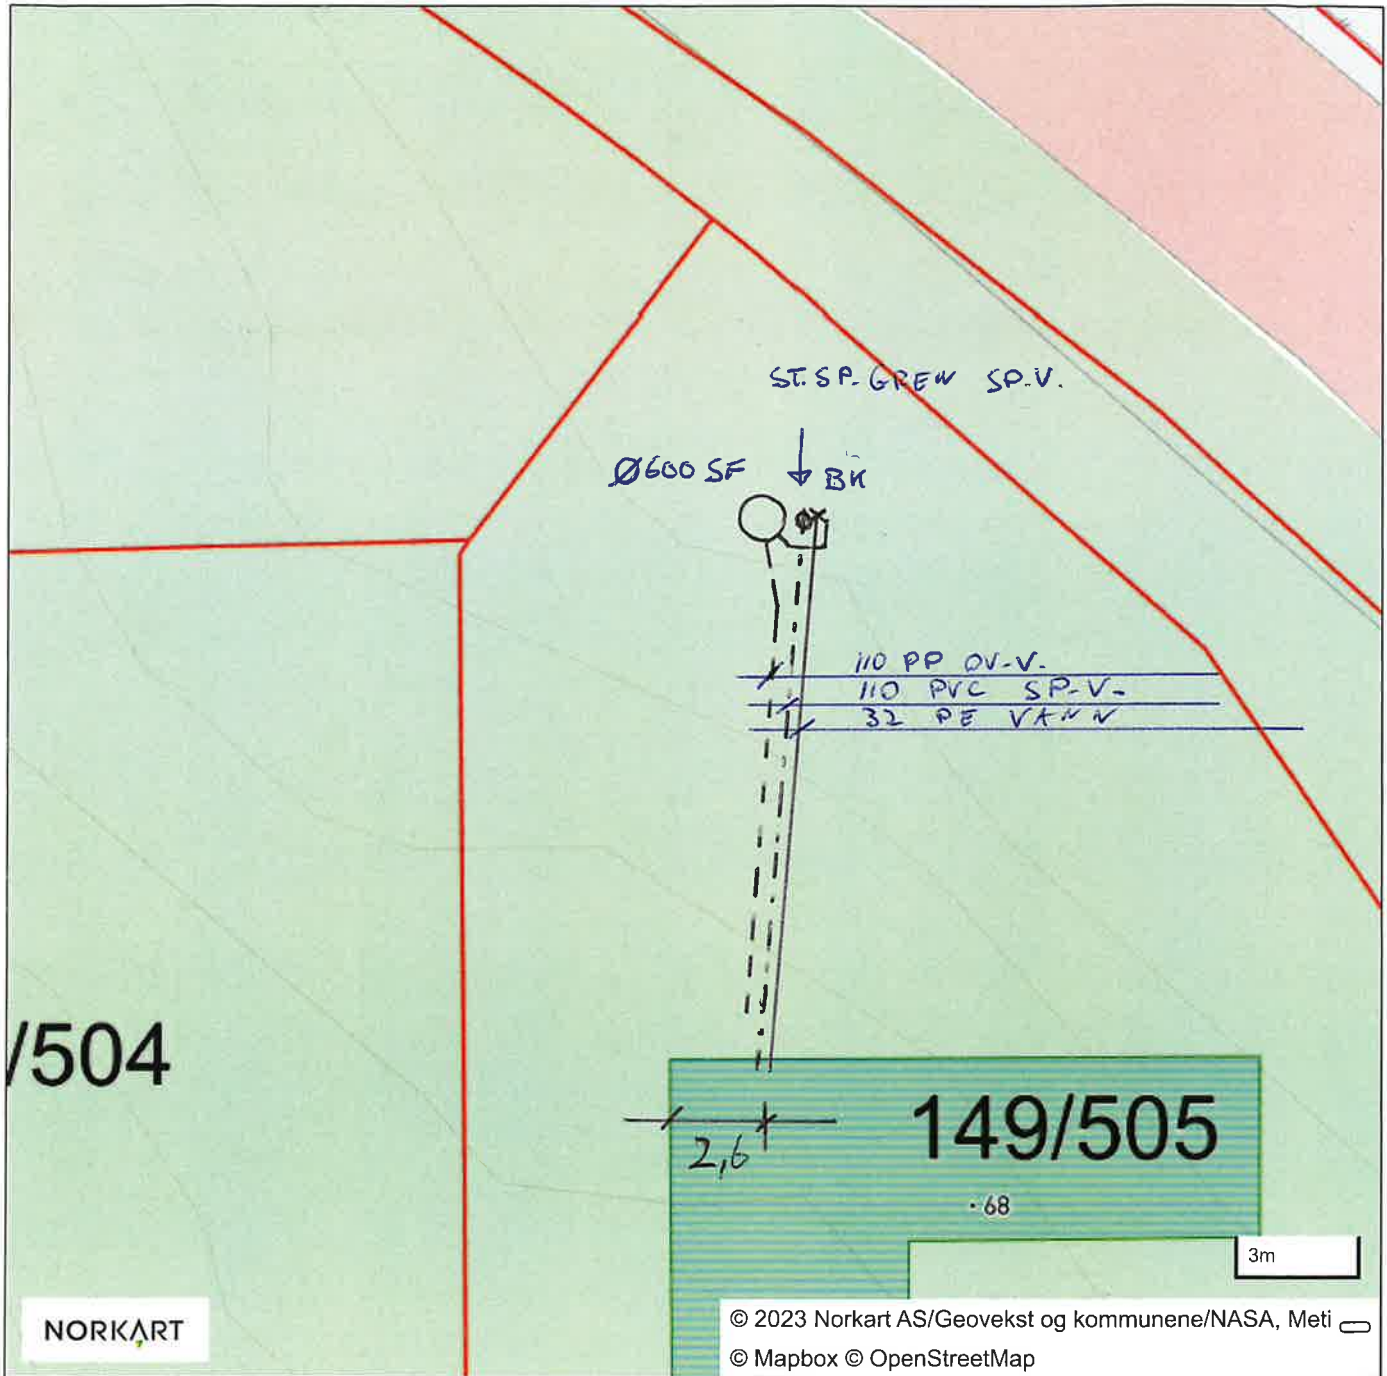 ST. SP. GREN SP.V.
Ø600 SF
BK
110 PP OV-V.
110 PVC SP-V-
32 PE VANN
/504
149/505
2,6
68
3m
NORKART
© 2023 Norkart AS/Geovekst og kommunene/NASA, Meti
© Mapbox © OpenStreetMap